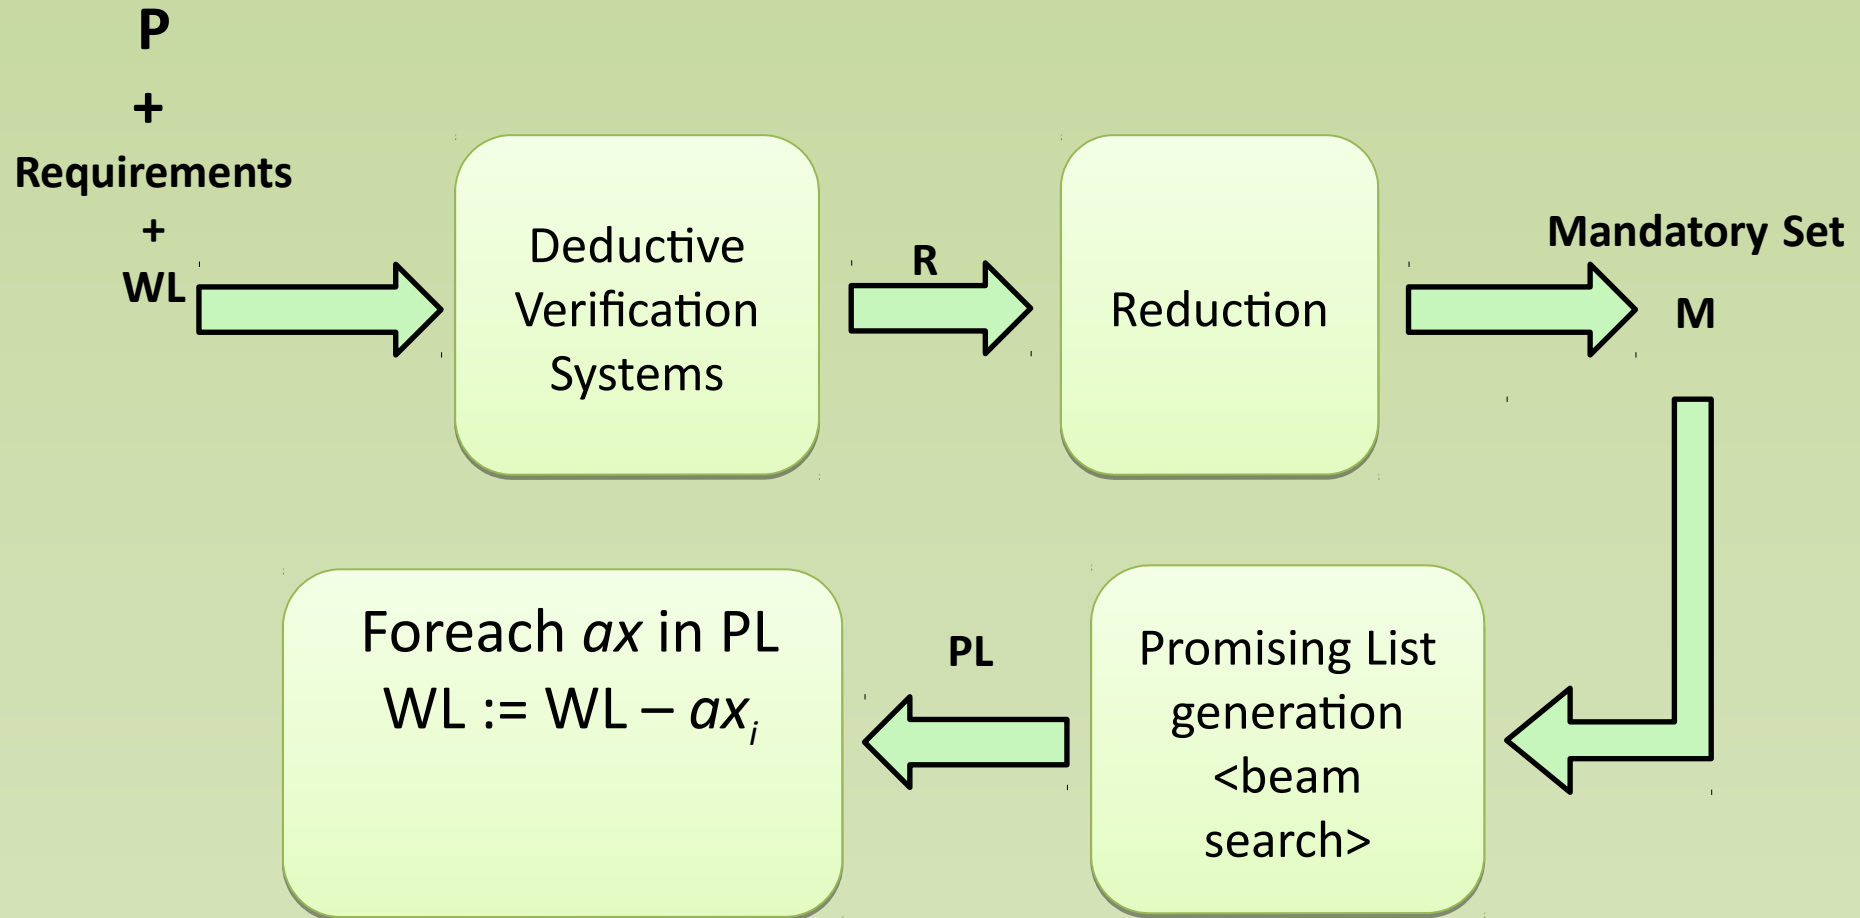 P
+
Requirements
+
WL
Deductive
Verification
Systems
R
Reduction
Mandatory Set
M
Promising List
generation
<beam
search>
PL
Foreach ax in PL
WL := WL – axi